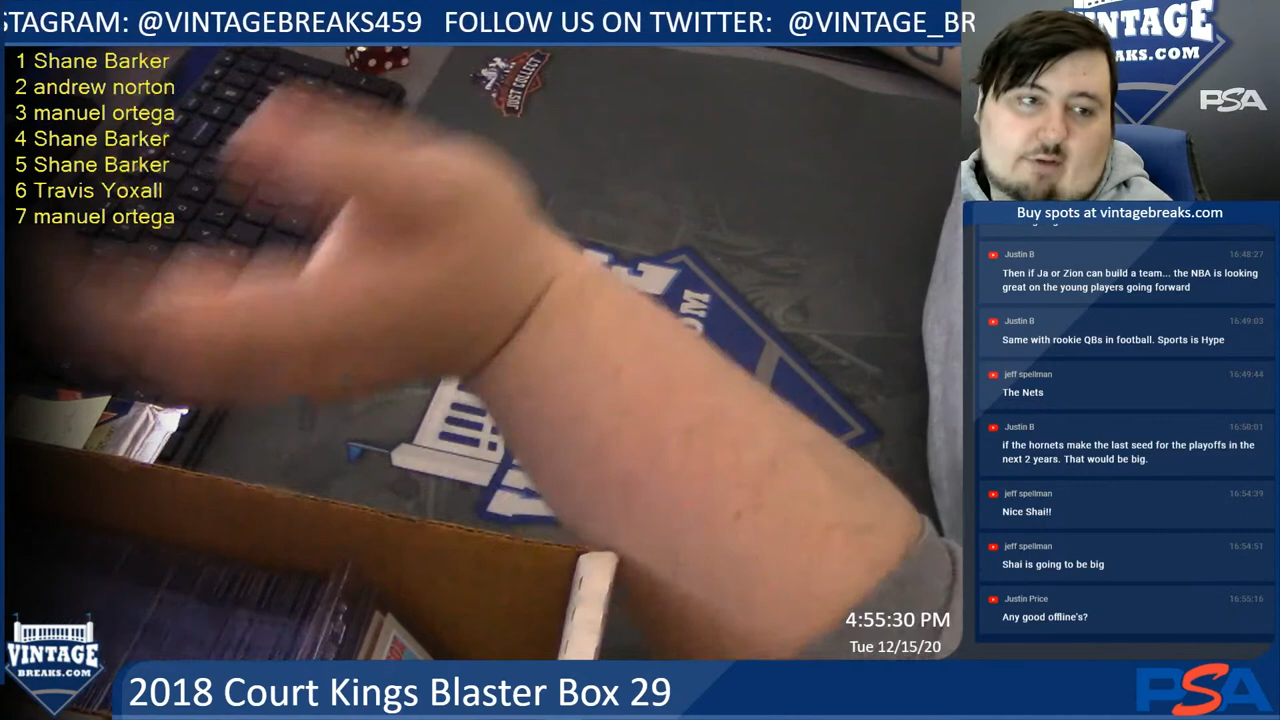 STAGRAM: @VINTAGEBREAKS459 FOLLOW US ON TWITTER: @VINTAGE_BR
1 Shane Barker
2 andrew norton
3 manuel ortega
4 Shane Barker
5 Shane Barker
6 Travis Yoxall
7 manuel ortega
JUST COLLECT
OM
VINTAGE
KS.COM
PSA
Buy spots at vintagebreaks.com
Justin B 16:48:27
Then if Ja or Zion can build a team... the NBA is looking
great on the young players going forward
Justin B 16:49:03
Same with rookie QBs in football. Sports is Hype
jeff spellman 16:49:44
The Nets
Justin B 16:50:01
if the hornets make the last seed for the playoffs in the
next 2 years. That would be big.
jeff spellman 16:54:39
Nice Shai!!
jeff spellman 16:54:51
Shai is going to be big
Justin Price 16:55:16
Any good offline's?
4:55:30 PM
Tue 12/15/20
VINTAGE
BREAKS.COM
2018 Court Kings Blaster Box 29
PSA